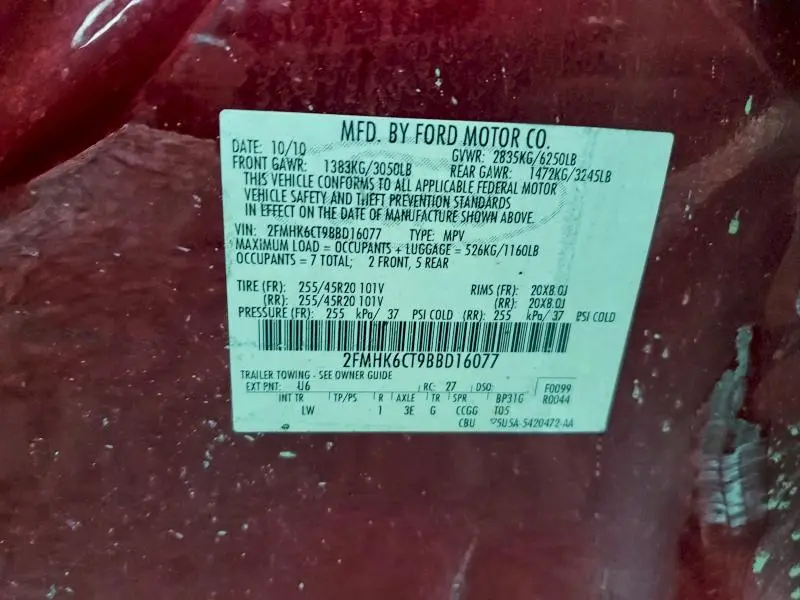 MFD. BY FORD MOTOR CO.
DATE: 10/10 GVWR: 2835KG/6250LB
FRONT GAWR: 1383KG/3050LB REAR GAWR: 1472KG/3245LB
THIS VEHICLE CONFORMS TO ALL APPLICABLE FEDERAL MOTOR
VEHICLE SAFETY AND THEFT PREVENTION STANDARDS
IN EFFECT ON THE DATE OF MANUFACTURE SHOWN ABOVE.
VIN: 2FMHK6CT9BBD16077 TYPE: MPV
MAXIMUM LOAD = OCCUPANTS + LUGGAGE = 526KG/1160LB
OCCUPANTS = 7 TOTAL; 2 FRONT, 5 REAR
TIRE (FR): 255/45R20 101V RIMS (FR): 20X8.0J
(RR): 255/45R20 101V (RR): 20X8.0J
PRESSURE (FR): 255 kPa/ 37 PSI COLD (RR): 255 kPa/ 37 PSI COLD
2FMHK6CT9BBD16077
TRAILER TOWING - SEE OWNER GUIDE
EXT PNT: U6 RC: 27 DSO: F0099
INT TR TP/PS R AXLE TR SPR BP31G R0044
LW 1 3E G CCGG T05
CBU 5U5A-5420472-AA